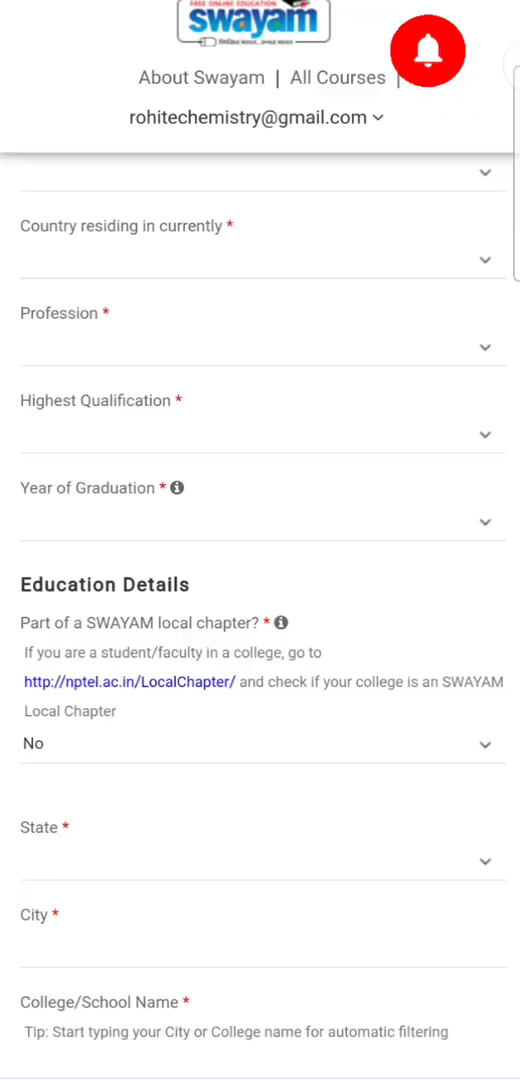 FREE ONLINE EDUCATION
swayam
About Swayam | All Courses |
rohitechemistry@gmail.com
Country residing in currently *
Profession *
Highest Qualification *
Year of Graduation *
Education Details
Part of a SWAYAM local chapter? *
If you are a student/faculty in a college, go to
http://nptel.ac.in/LocalChapter/ and check if your college is an SWAYAM
Local Chapter
No
State *
City *
College/School Name *
Tip: Start typing your City or College name for automatic filtering